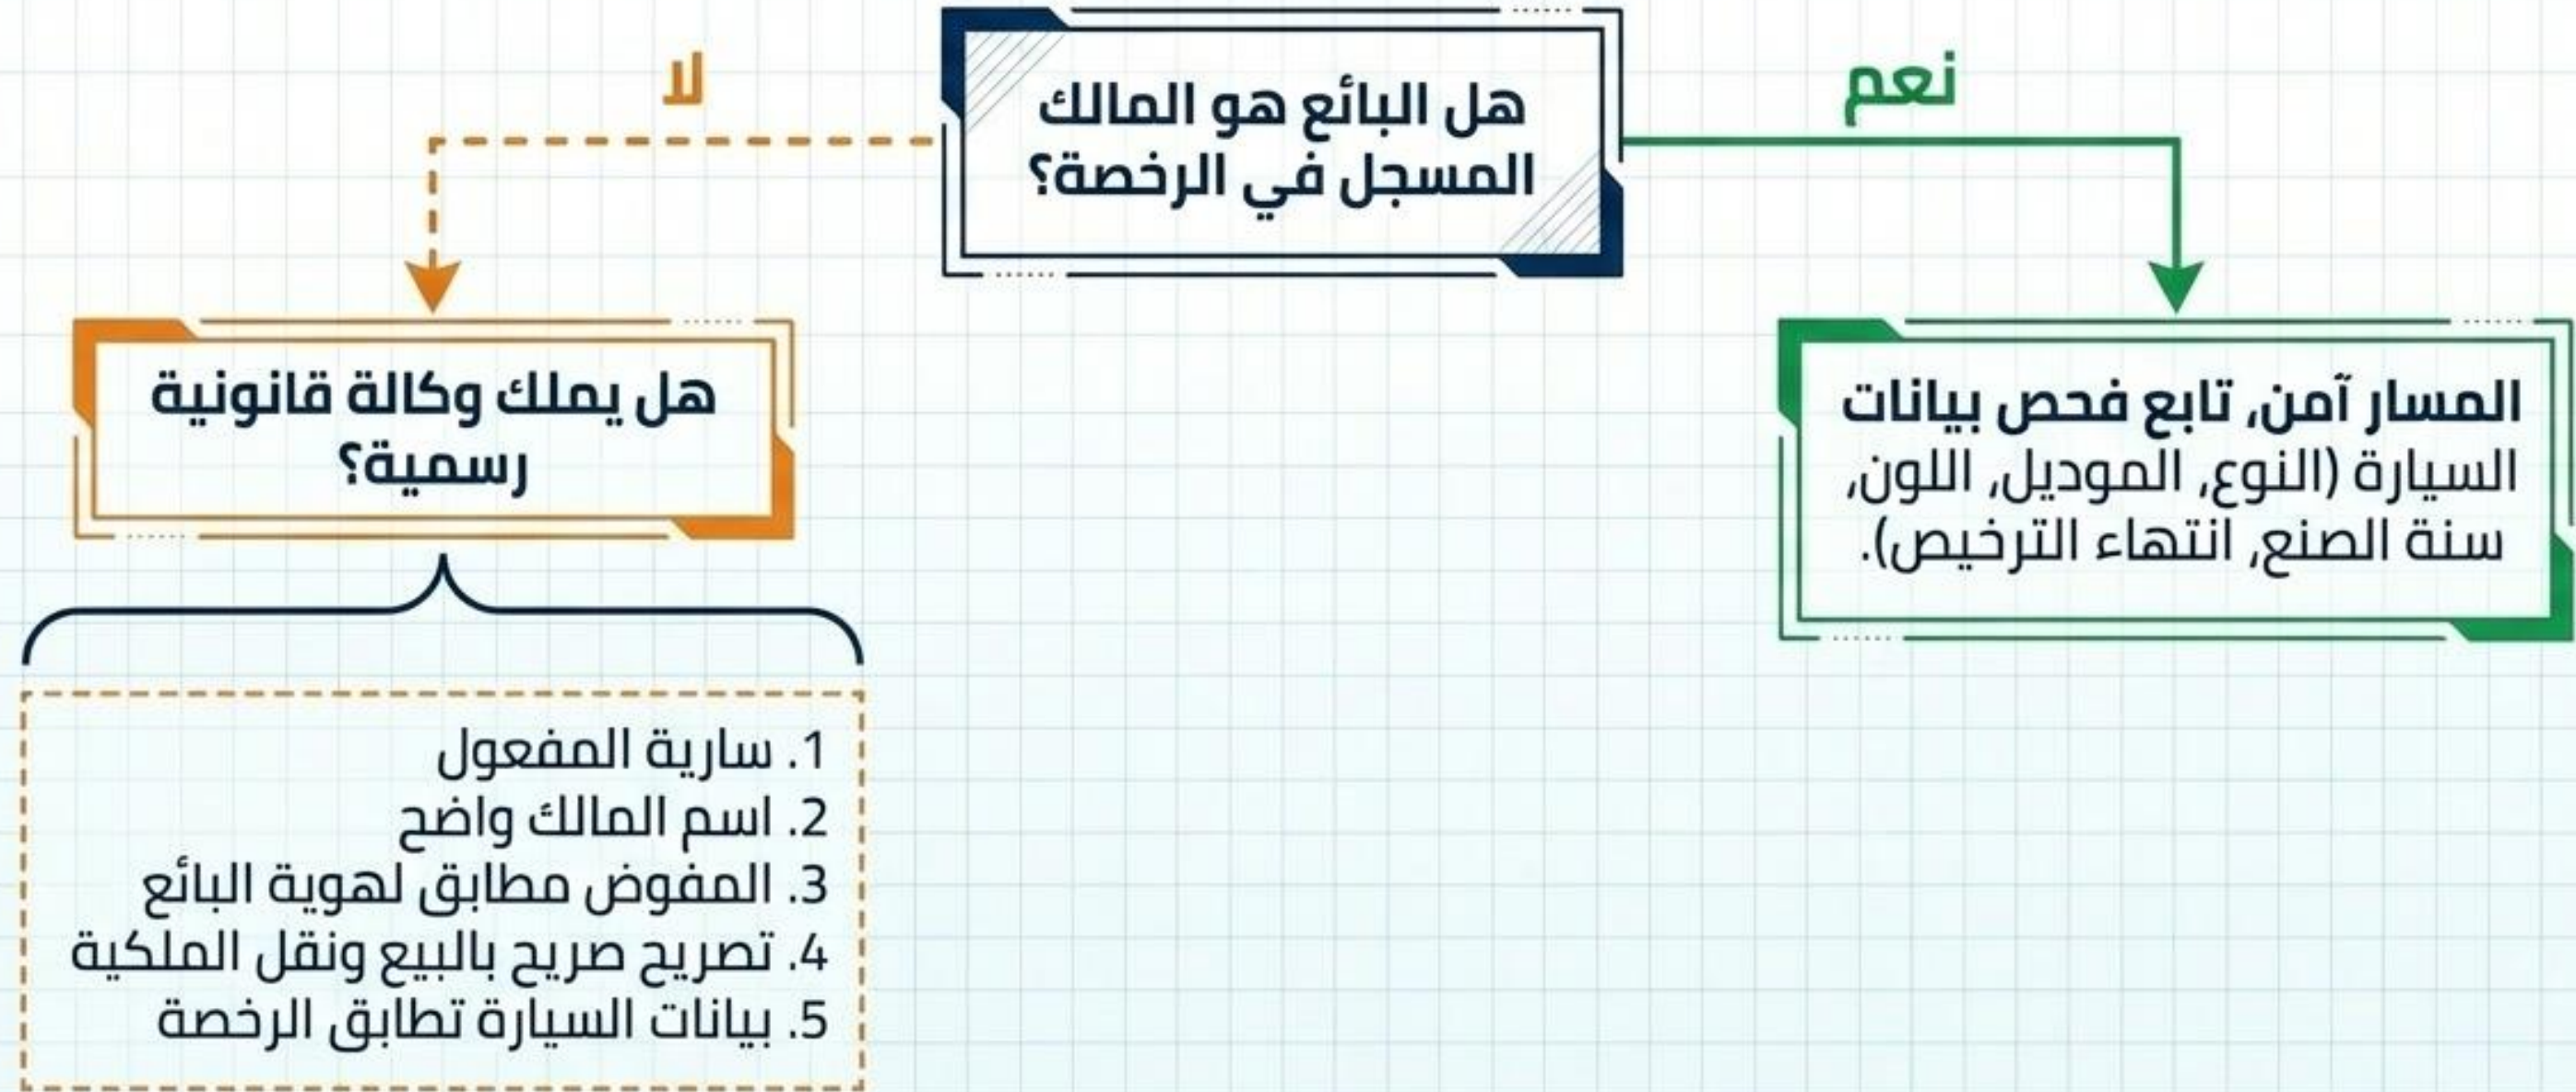 هل البائع هو المالك
المسجل في الرخصة؟
نعم
المسار آمن، تابع فحص بيانات
السيارة (النوع، الموديل، اللون،
سنة الصنع، انتهاء الترخيص).
لا
هل يملك وكالة قانونية
رسمية؟
1. سارية المفعول
2. اسم المالك واضح
3. المفوض مطابق لهوية البائع
4. تصريح صريح بالبيع ونقل الملكية
5. بيانات السيارة تطابق الرخصة